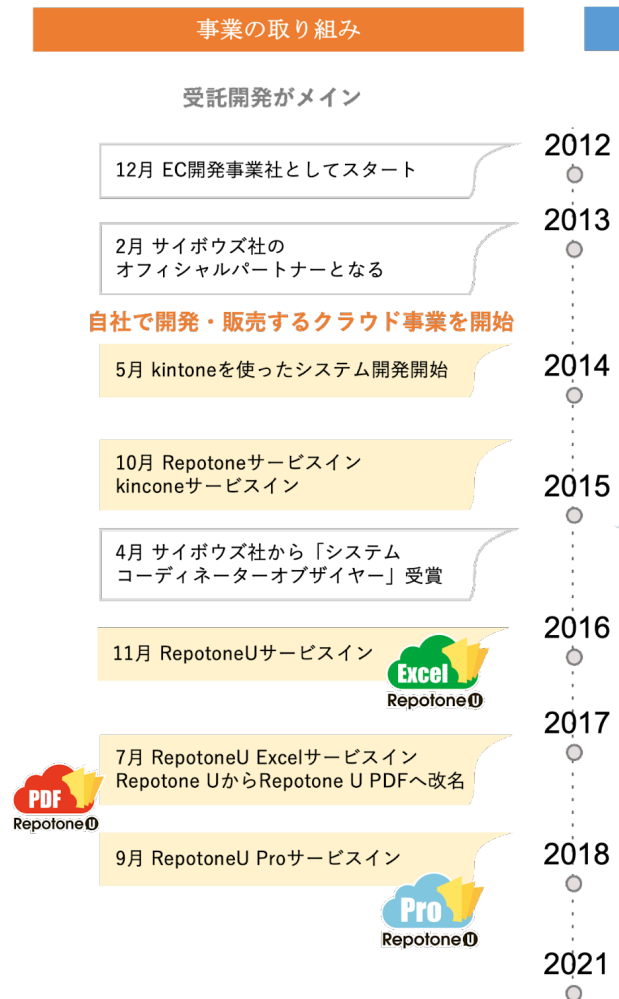 事業の取り組み
受託開発がメイン
2012
12月 EC開発事業社としてスタート
2013
2月 サイボウズ社の
オフィシャルパートナーとなる
自社で開発・販売するクラウド事業を開始
2014
5月 kintoneを使ったシステム開発開始
10月 Repotoneサービスイン
kinconeサービスイン
2015
4月 サイボウズ社から「システム
コーディネーターオブザイヤー」受賞
2016
11月 RepotoneUサービスイン
Excel
Repotone U
2017
7月 RepotoneU Excelサービスイン
Repotone UからRepotone U PDFへ改名
PDF
Repotone U
2018
9月 RepotoneU Proサービスイン
Pro
Repotone U
2021